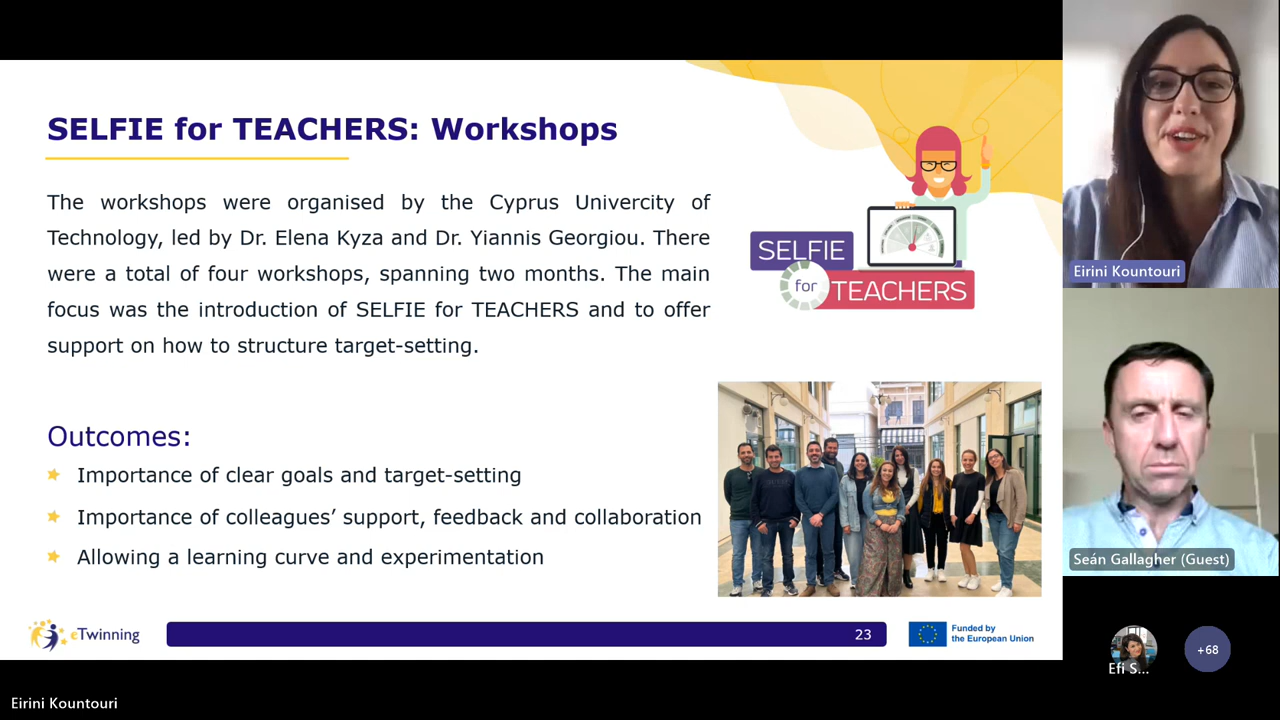 SELFIE for TEACHERS: Workshops
The workshops were organised by the Cyprus Univercity of
Technology, led by Dr. Elena Kyza and Dr. Yiannis Georgiou. There
were a total of four workshops, spanning two months. The main
focus was the introduction of SELFIE for TEACHERS and to offer
support on how to structure target-setting.
SELFIE
for TEACHERS
Outcomes:
Importance of clear goals and target-setting
Importance of colleagues’ support, feedback and collaboration
Allowing a learning curve and experimentation
eTwinning
23
Funded by
the European Union
Eirini Kountouri
Seán Gallagher (Guest)
Efi S...
+68
Eirini Kountouri